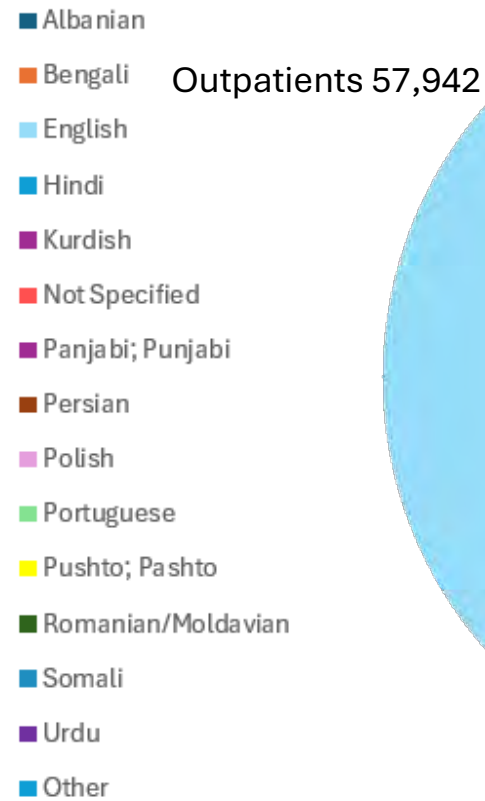 Albanian
Bengali
Outpatients 57,942
English
Hindi
Kurdish
Not Specified
Panjabi; Punjabi
Persian
Polish
Portuguese
Pushto; Pashto
Romanian/Moldavian
Somali
Urdu
Other